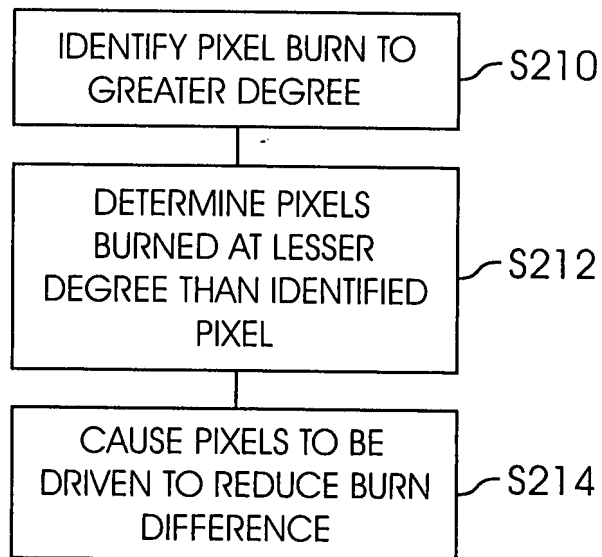 IDENTIFY PIXEL BURN TO
GREATER DEGREE
S210
DETERMINE PIXELS
BURNED AT LESSER
DEGREE THAN IDENTIFIED
PIXEL
S212
CAUSE PIXELS TO BE
DRIVEN TO REDUCE BURN
DIFFERENCE
S214